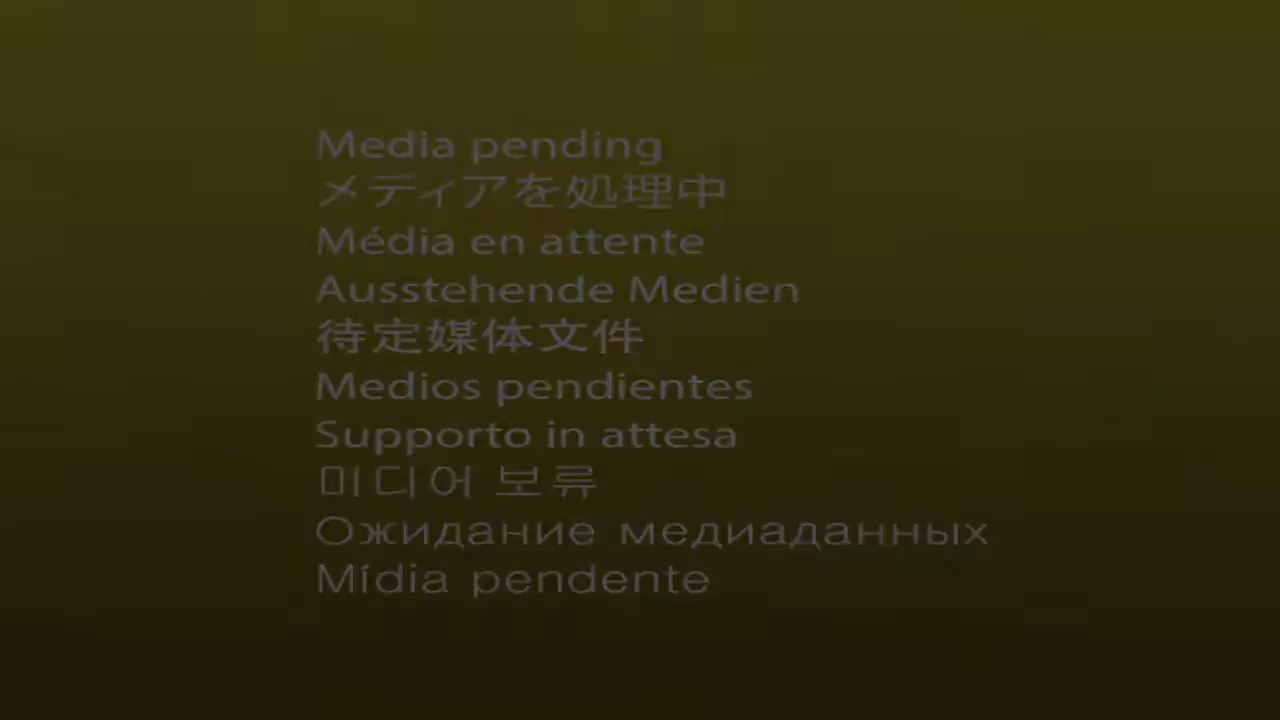 Media pending
メディアを処理中
Média en attente
Ausstehende Medien
待定媒体文件
Medios pendientes
Supporto in attesa
미디어 보류
Ожидание медиаданных
Mídia pendente